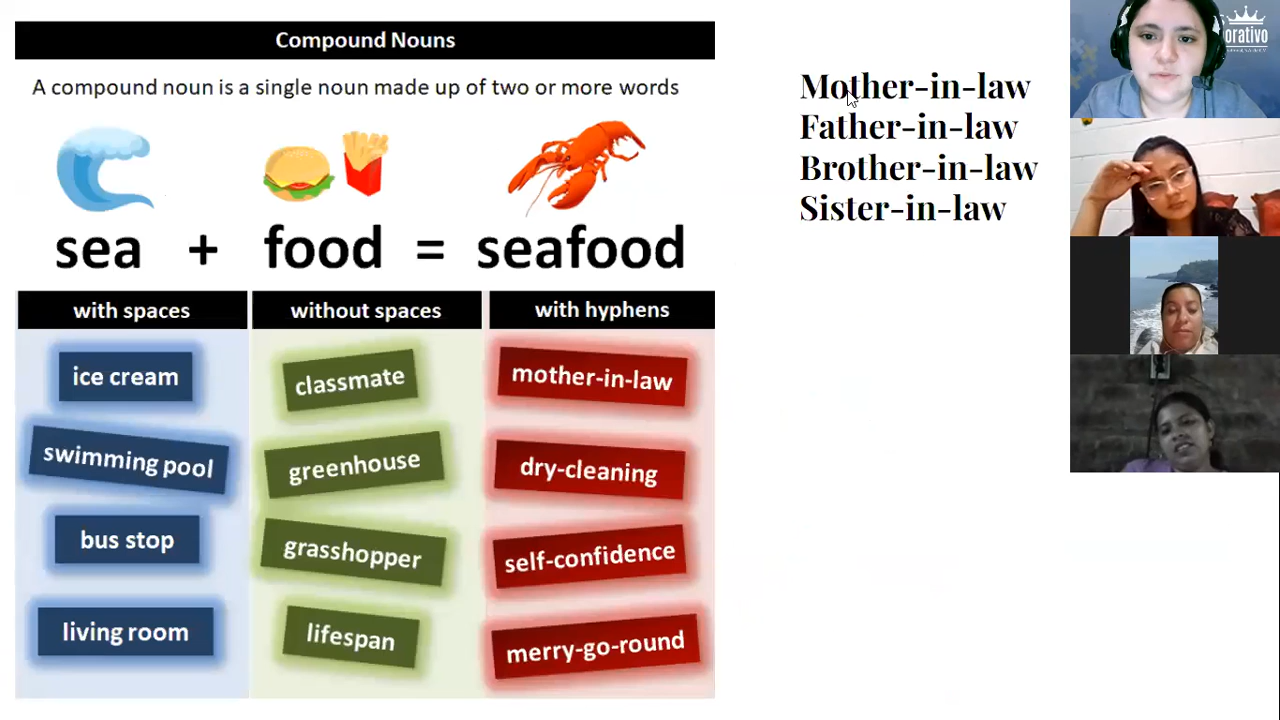 Compound Nouns
A compound noun is a single noun made up of two or more words
sea + food = seafood
with spaces
ice cream
swimming pool
bus stop
living room
without spaces
classmate
greenhouse
grasshopper
lifespan
with hyphens
mother-in-law
dry-cleaning
self-confidence
merry-go-round
Mother-in-law
Father-in-law
Brother-in-law
Sister-in-law
orativo